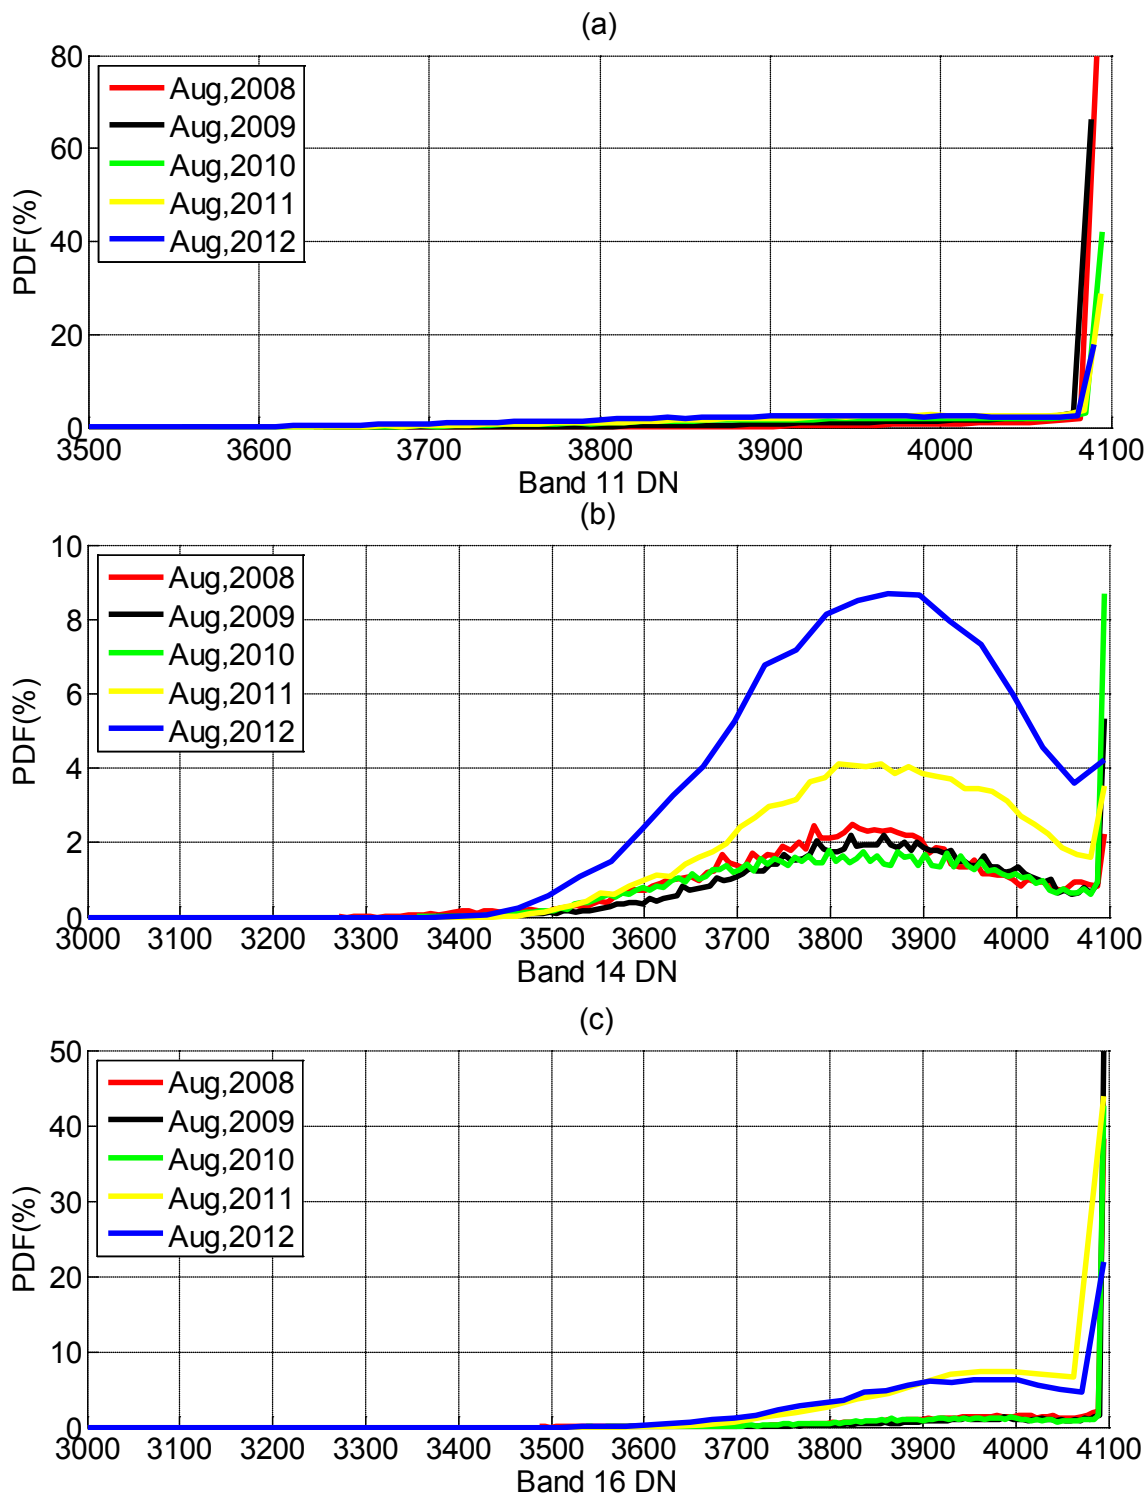 (a)
80
60
40
20
0
PDF(%)
Aug,2008
Aug,2009
Aug,2010
Aug,2011
Aug,2012
3500 3600 3700 3800 3900 4000 4100
Band 11 DN
(b)
10
8
6
4
2
0
PDF(%)
Aug,2008
Aug,2009
Aug,2010
Aug,2011
Aug,2012
3000 3100 3200 3300 3400 3500 3600 3700 3800 3900 4000 4100
Band 14 DN
(c)
50
40
30
20
10
0
PDF(%)
Aug,2008
Aug,2009
Aug,2010
Aug,2011
Aug,2012
3000 3100 3200 3300 3400 3500 3600 3700 3800 3900 4000 4100
Band 16 DN